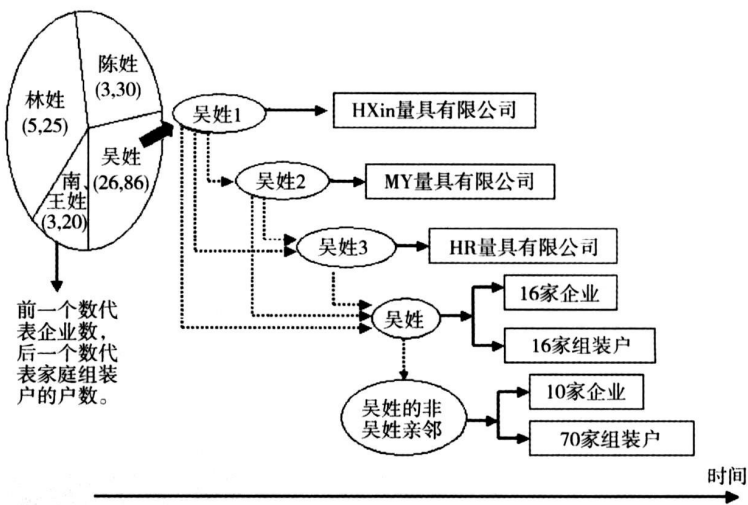 陈姓
(3,30)
林姓
(5,25)
吴姓
(26,86)
南、
王姓
(3,20)
前一个数代
表企业数，
后一个数代
表家庭组装
户的户数。
吴姓1
HXin量具有限公司
吴姓2
MY量具有限公司
吴姓3
HR量具有限公司
吴姓
16家企业
16家组装户
吴姓的非
吴姓亲邻
10家企业
70家组装户
时间